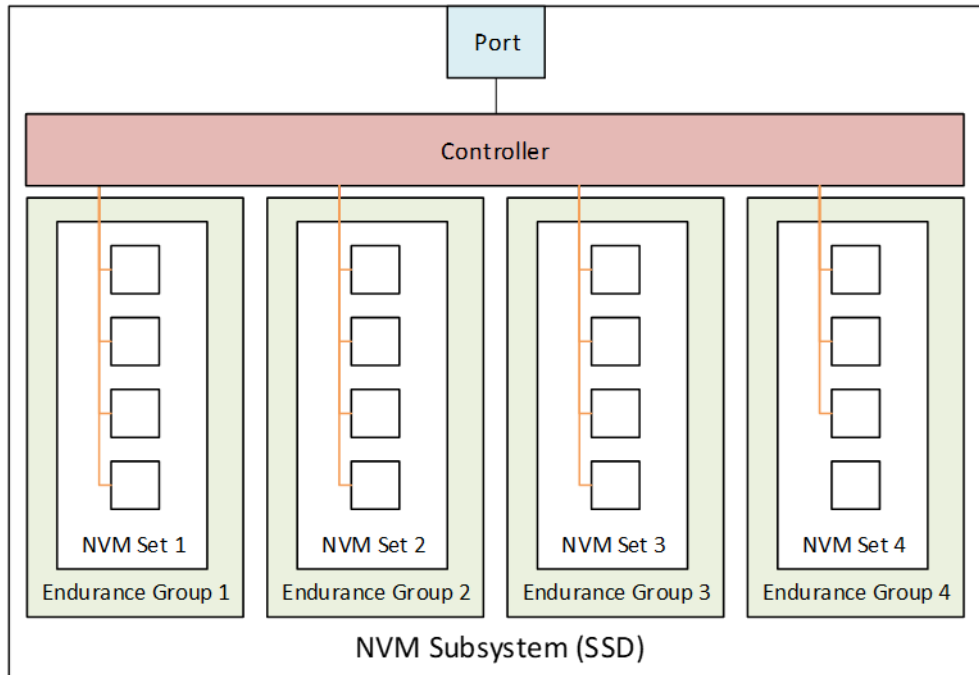 Port
Controller
NVM Set 1
NVM Set 2
NVM Set 3
NVM Set 4
Endurance Group 1
Endurance Group 2
Endurance Group 3
Endurance Group 4
NVM Subsystem (SSD)